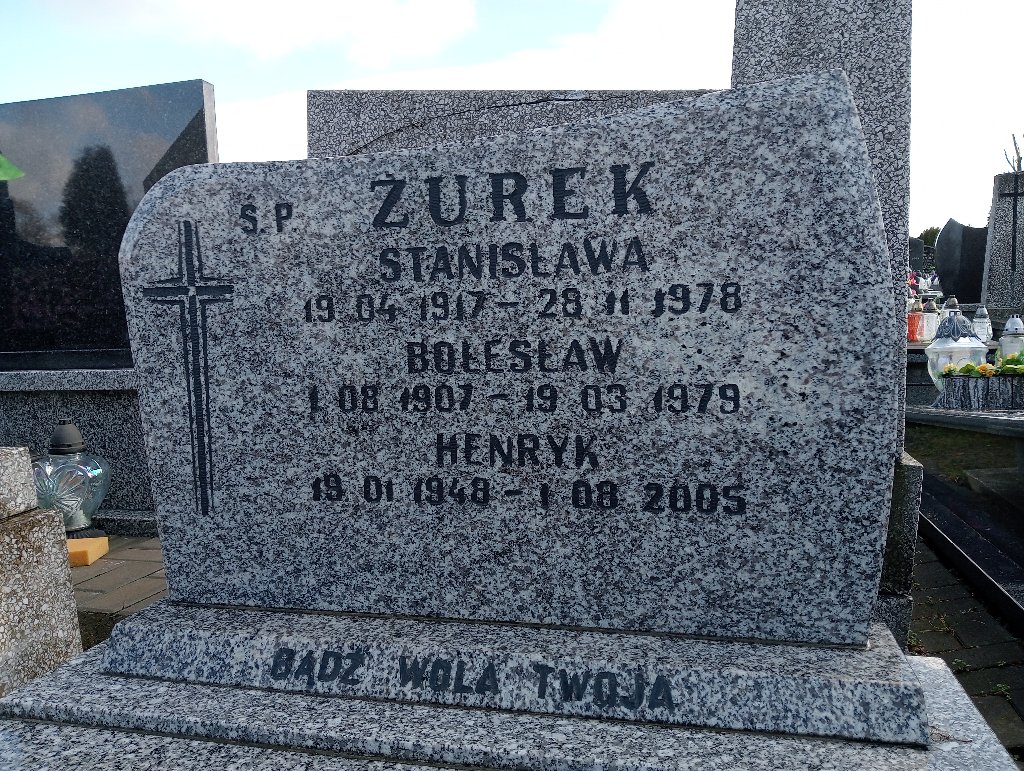 Ś.P.
ŻUREK
STANISŁAWA
19 04 1917 - 28 11 1978
BOLESŁAW
1 08 1907 - 19 03 1979
HENRYK
19 01 1948 - 1 08 2005
BĄDŹ WOLA TWOJA